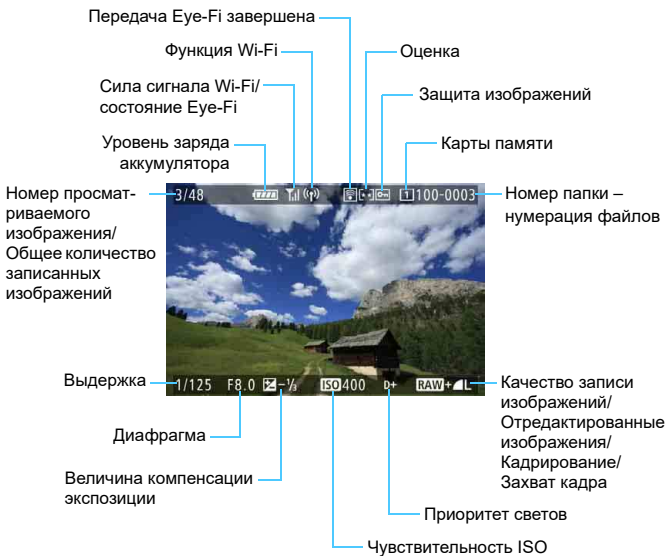 Передача Eye-Fi завершена
Функция Wi-Fi
Оценка
Сила сигнала Wi-Fi/
состояние Eye-Fi
Защита изображений
Уровень заряда
аккумулятора
Карты памяти
Номер просмат-
риваемого
изображения/
Общее количество
записанных
изображений
3/48
1 100-0003
Номер папки –
нумерация файлов
Выдержка
1/125 F8.0 -⅓ ISO 400 D+ RAW+L
Качество записи
изображений/
Отредактированные
изображения/
Кадрирование/
Захват кадра
Диафрагма
Величина компенсации
экспозиции
Приоритет светов
Чувствительность ISO